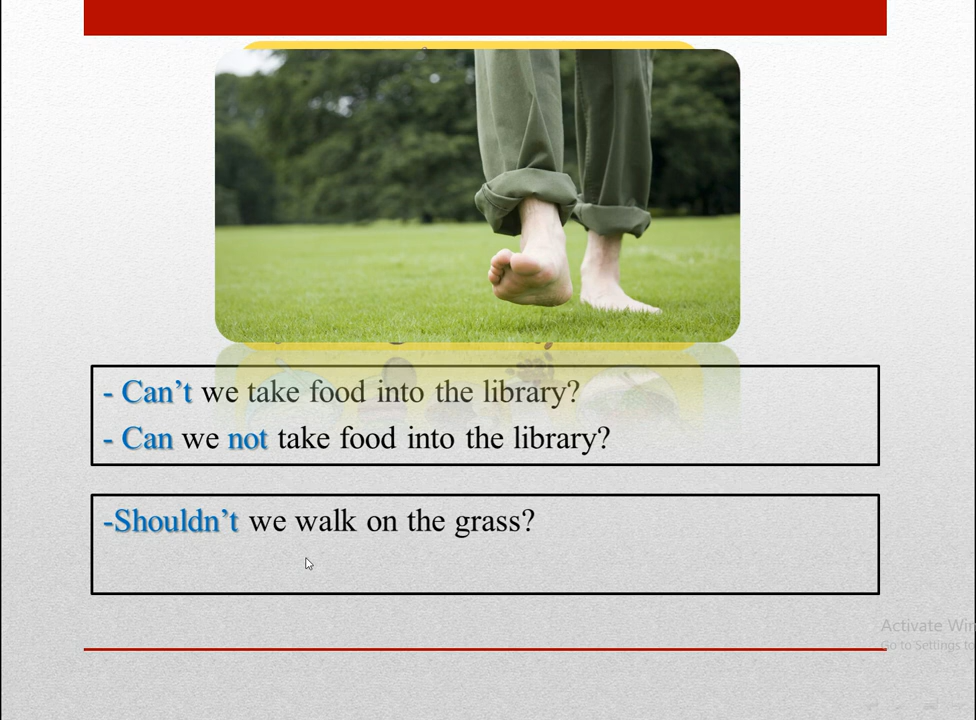 - Can’t we take food into the library?
- Can we not take food into the library?
-Shouldn’t we walk on the grass?
Activate Win
Go to Settings to